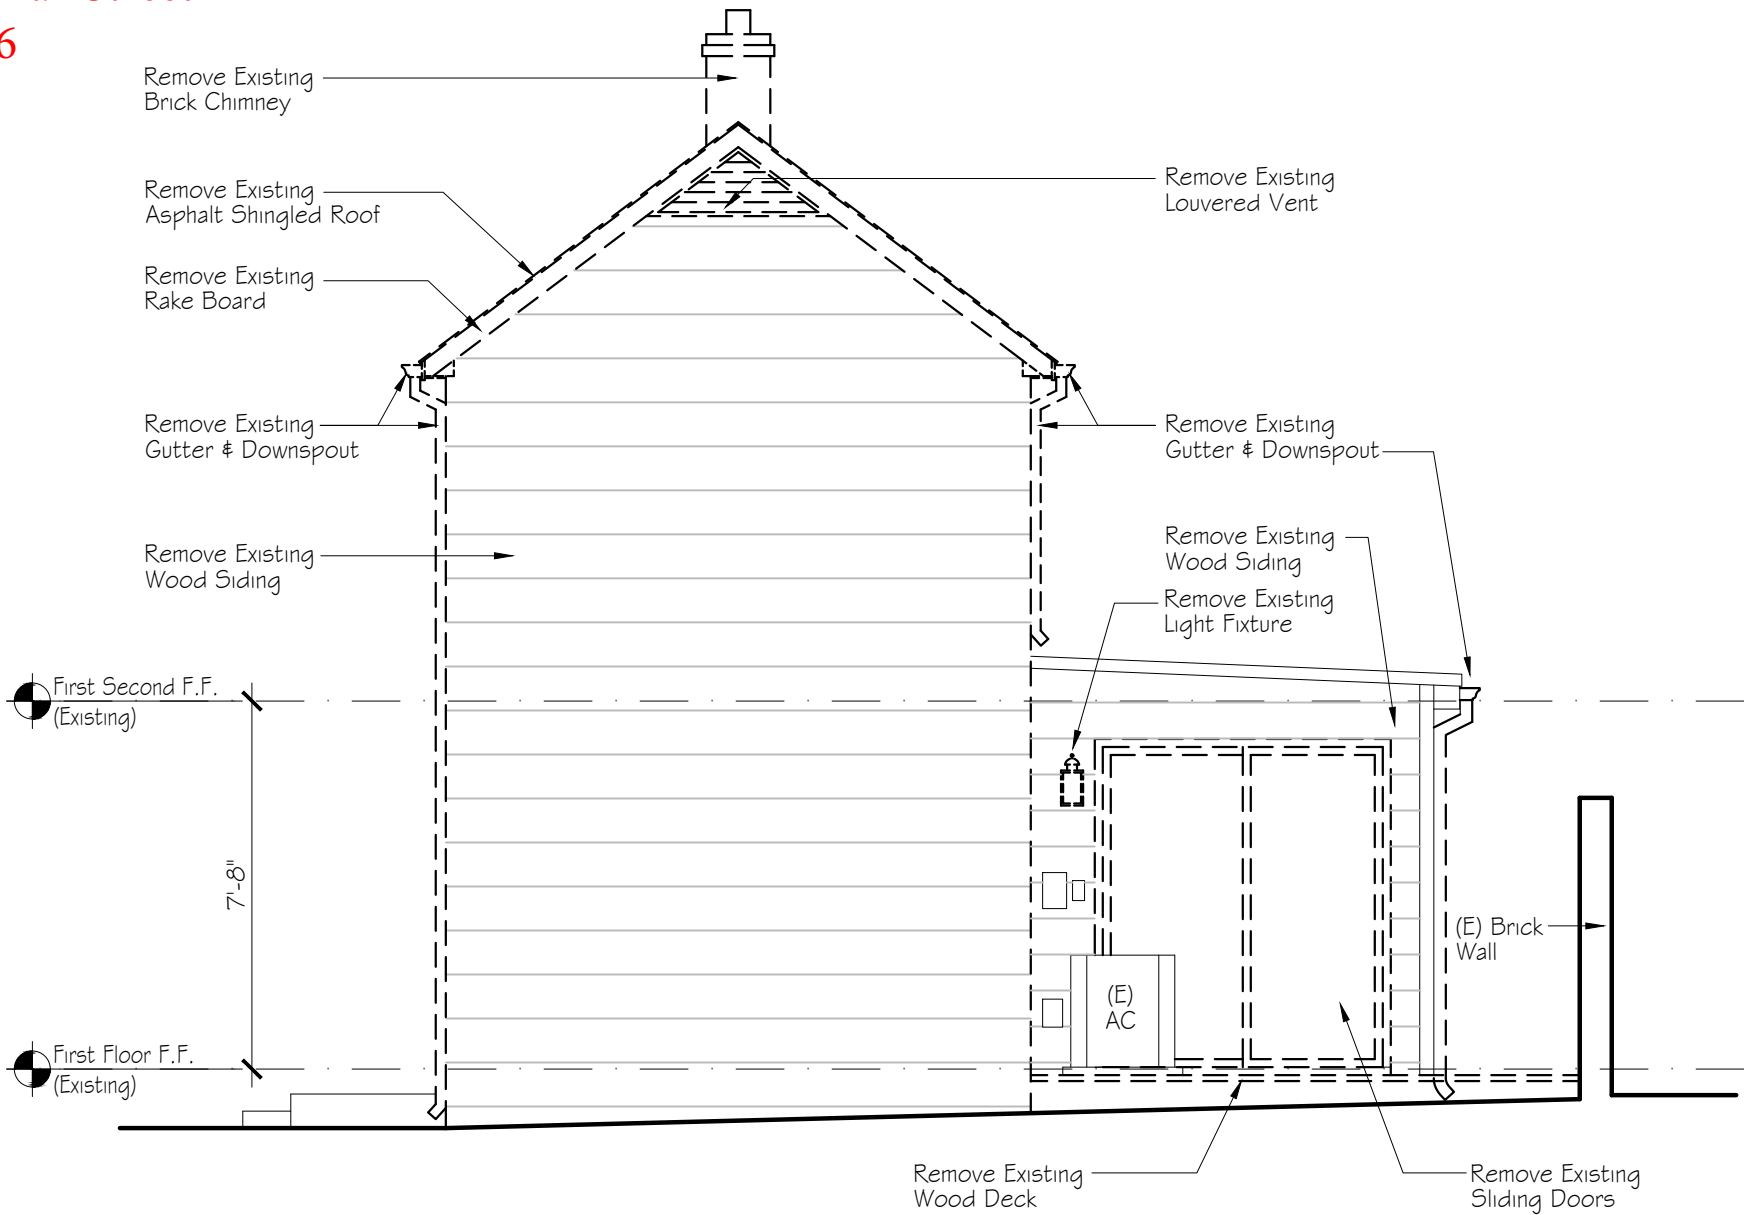 6
Remove Existing
Brick Chimney
Remove Existing
Asphalt Shingled Roof
Remove Existing
Rake Board
Remove Existing
Louvered Vent
Remove Existing
Gutter & Downspout
Remove Existing
Gutter & Downspout
Remove Existing
Wood Siding
Remove Existing
Wood Siding
Remove Existing
Light Fixture
First Second F.F.
(Existing)
7'-8"
(E) Brick
Wall
(E)
AC
First Floor F.F.
(Existing)
Remove Existing
Wood Deck
Remove Existing
Sliding Doors